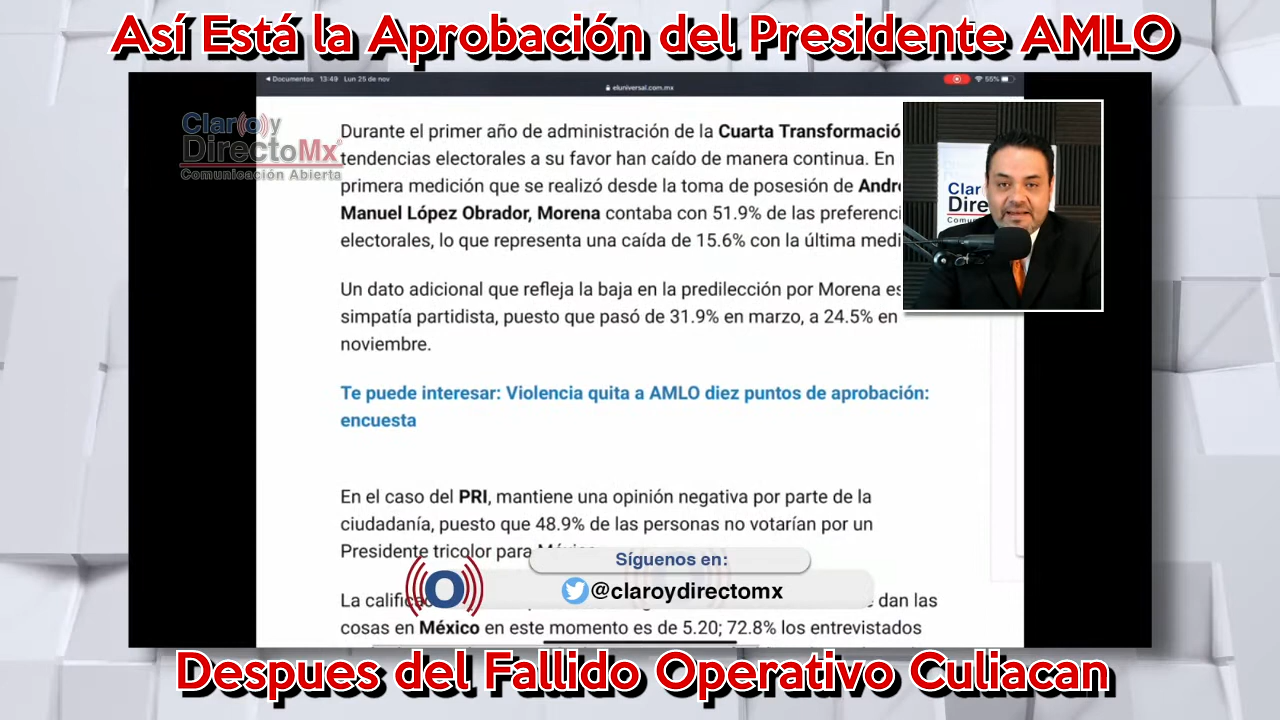 Así Está la Aprobación del Presidente AMLO
Documentos 13:49 Lun 25 de nov
eluniversal.com.mx
55%
Claro y
DirectoMx
Comunicación Abierta
Durante el primer año de administración de la Cuarta Transformació
tendencias electorales a su favor han caído de manera continua. En
primera medición que se realizó desde la toma de posesión de Andr
Manuel López Obrador, Morena contaba con 51.9% de las preferenci
electorales, lo que representa una caída de 15.6% con la última medi
Clar
Dire
Comun
Un dato adicional que refleja la baja en la predilección por Morena es
simpatía partidista, puesto que pasó de 31.9% en marzo, a 24.5% en
noviembre.
Te puede interesar: Violencia quita a AMLO diez puntos de aprobación:
encuesta
En el caso del PRI, mantiene una opinión negativa por parte de la
ciudadanía, puesto que 48.9% de las personas no votarían por un
Presidente tricolor para
Síguenos en:
@claroydirectomx
La califica dan las
cosas en México en este momento es de 5.20; 72.8% los entrevistados
Despues del Fallido Operativo Culiacan